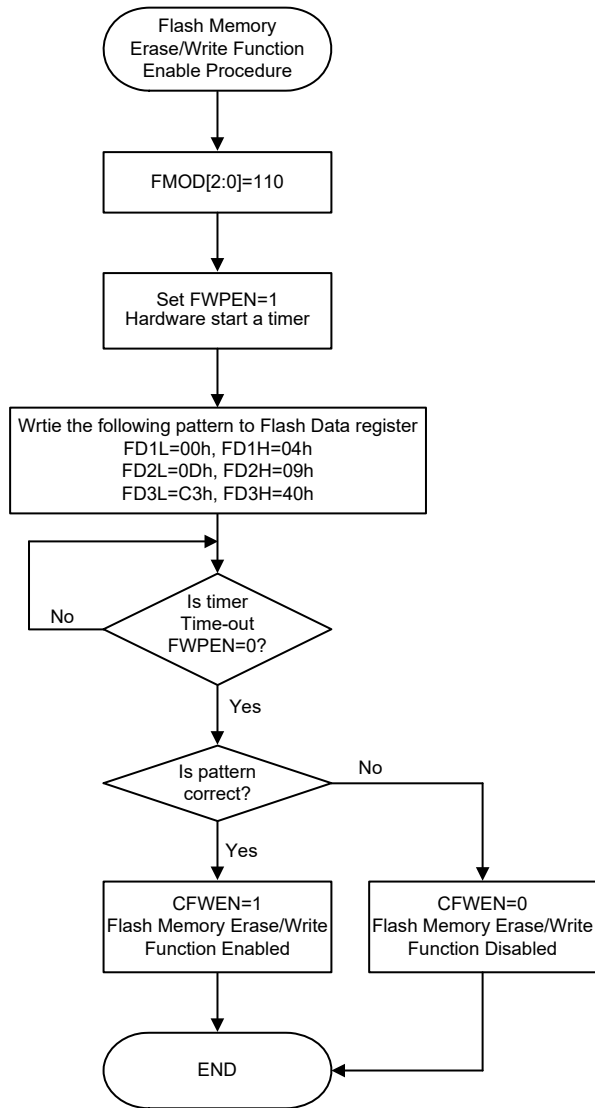 Flash Memory
Erase/Write Function
Enable Procedure
FMOD[2:0]=110
Set FWPEN=1
Hardware start a timer
Wrtie the following pattern to Flash Data register
FD1L=00h, FD1H=04h
FD2L=0Dh, FD2H=09h
FD3L=C3h, FD3H=40h
Is timer
Time-out
FWPEN=0?
No
Yes
Is pattern
correct?
No
Yes
CFWEN=1
Flash Memory Erase/Write
Function Enabled
CFWEN=0
Flash Memory Erase/Write
Function Disabled
END